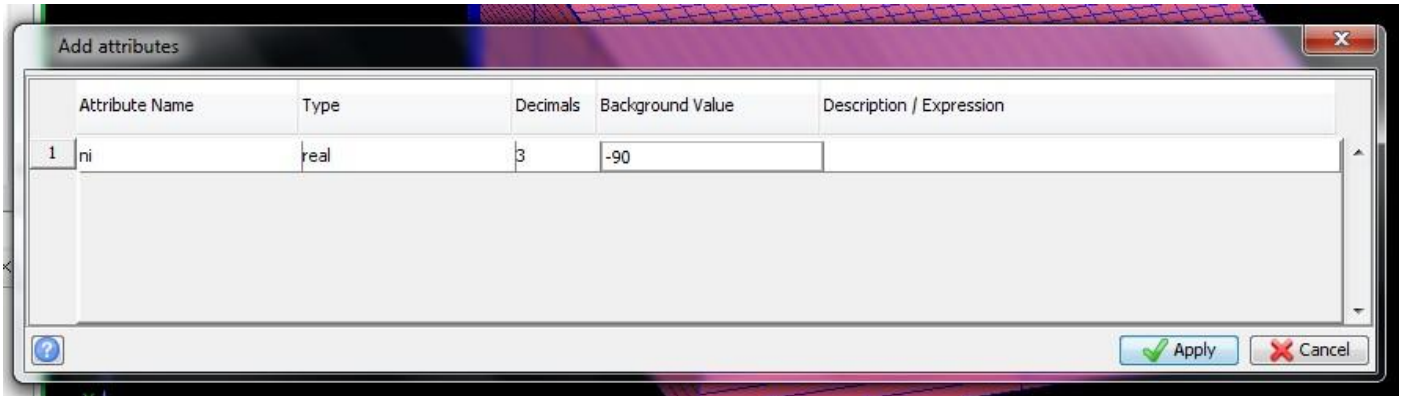 Add attributes
Attribute Name Type Decimals Background Value Description / Expression
1 ni real 3 -90
Apply Cancel